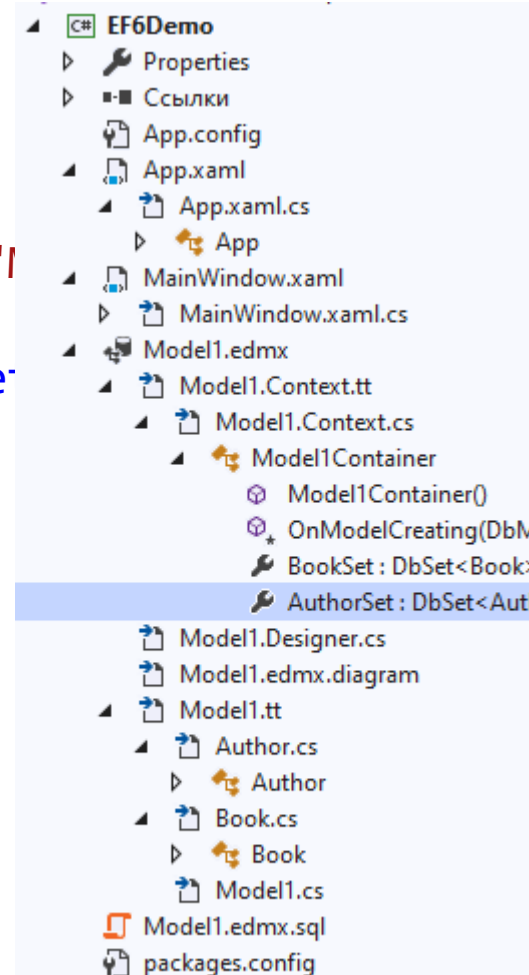 C# EF6Demo
Properties
Ссылки
App.config
App.xaml
App.xaml.cs
App
MainWindow.xaml
MainWindow.xaml.cs
Model1.edmx
Model1.Context.tt
Model1.Context.cs
Model1Container
Model1Container()
OnModelCreating(DbM
BookSet : DbSet<Book>
AuthorSet : DbSet<Aut
Model1.Designer.cs
Model1.edmx.diagram
Model1.tt
Author.cs
Author
Book.cs
Book
Model1.cs
Model1.edmx.sql
packages.config